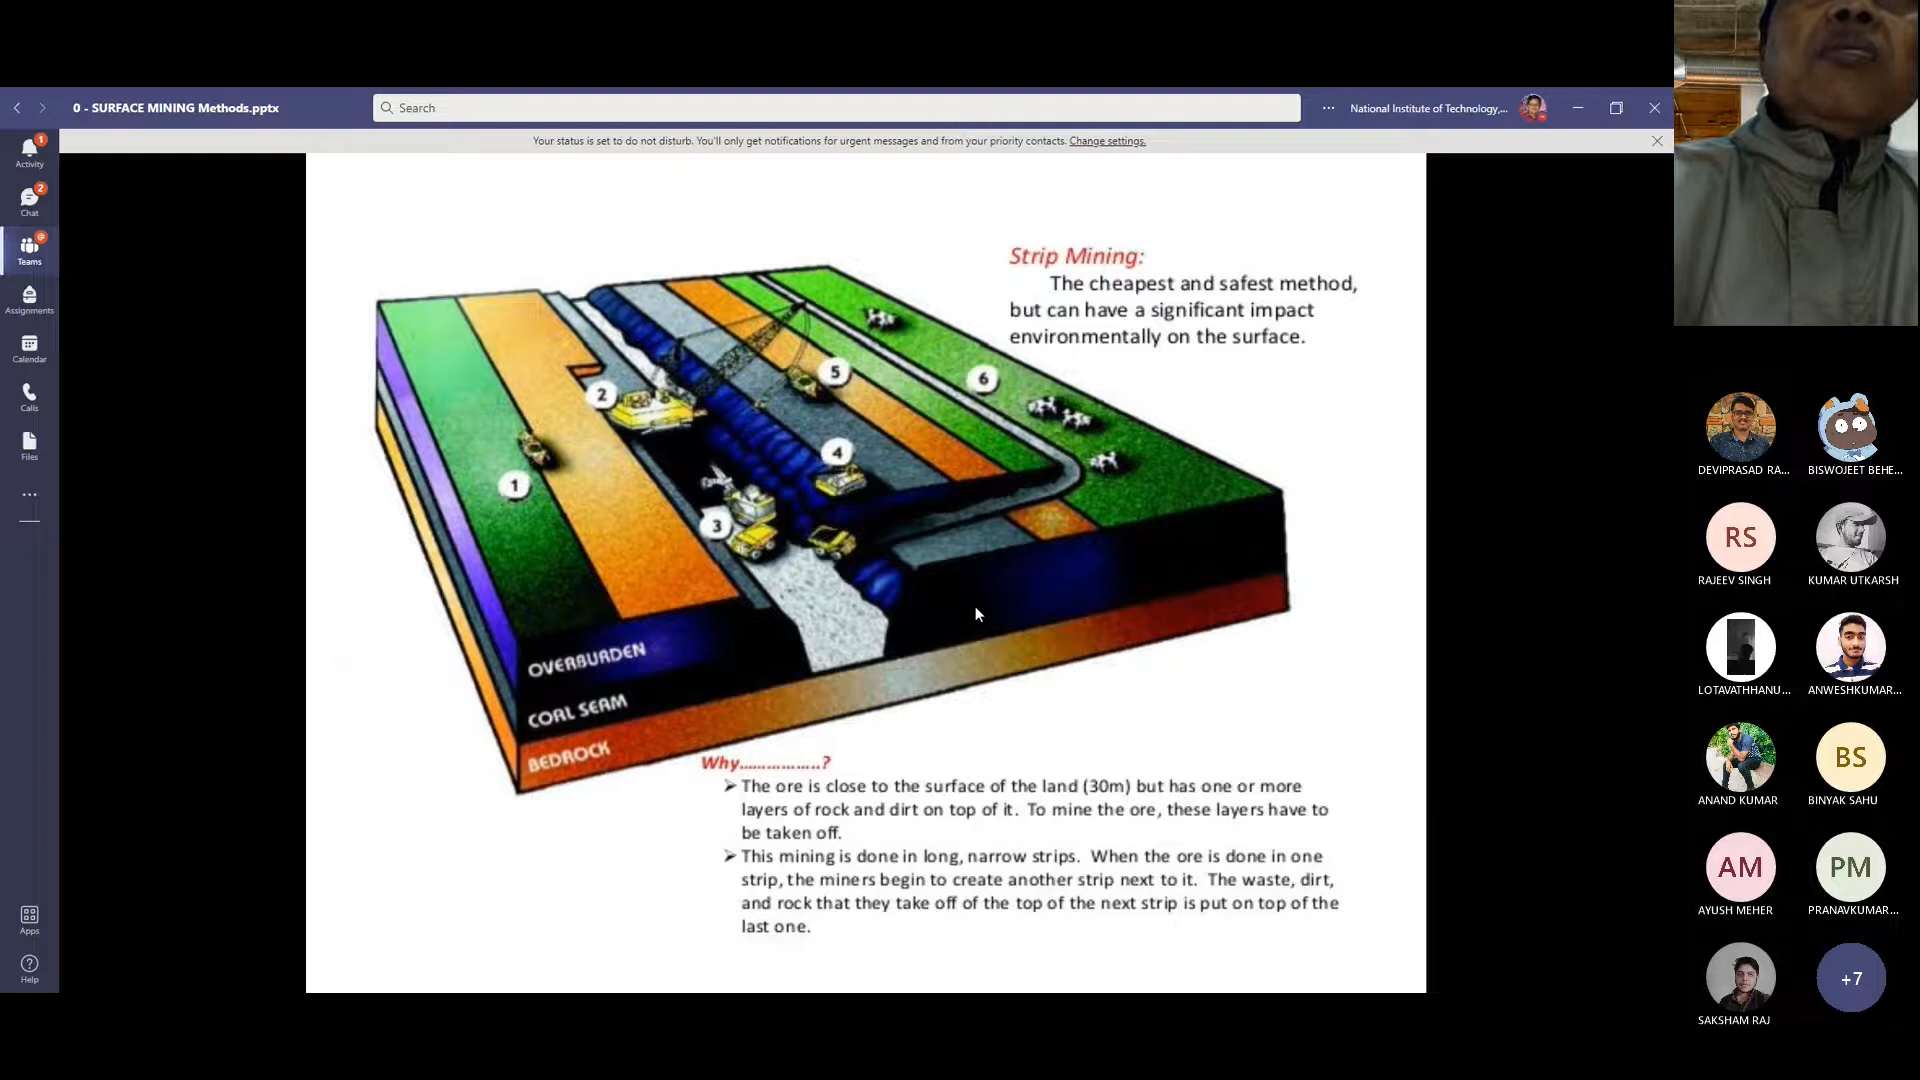 0 - SURFACE MINING Methods.pptx
Search
National Institute of Technology,...
Your status is set to do not disturb. You'll only get notifications for urgent messages and from your priority contacts. Change settings.
1
Activity
2
Chat
@
Teams
Assignments
Calendar
Calls
Files
Apps
Help
Strip Mining:
The cheapest and safest method,
but can have a significant impact
environmentally on the surface.
1
2
3
4
5
6
OVERBURDEN
COAL SEAM
BEDROCK
Why.................?
The ore is close to the surface of the land (30m) but has one or more
layers of rock and dirt on top of it. To mine the ore, these layers have to
be taken off.
This mining is done in long, narrow strips. When the ore is done in one
strip, the miners begin to create another strip next to it. The waste, dirt,
and rock that they take off of the top of the next strip is put on top of the
last one.
DEVIPRASAD RA...
BISWOJEET BEHE...
RS
RAJEEV SINGH
KUMAR UTKARSH
LOTAVATHHANU...
ANWESHKUMAR...
ANAND KUMAR
BS
BINYAK SAHU
AM
AYUSH MEHER
PM
PRANAVKUMAR...
SAKSHAM RAJ
+7